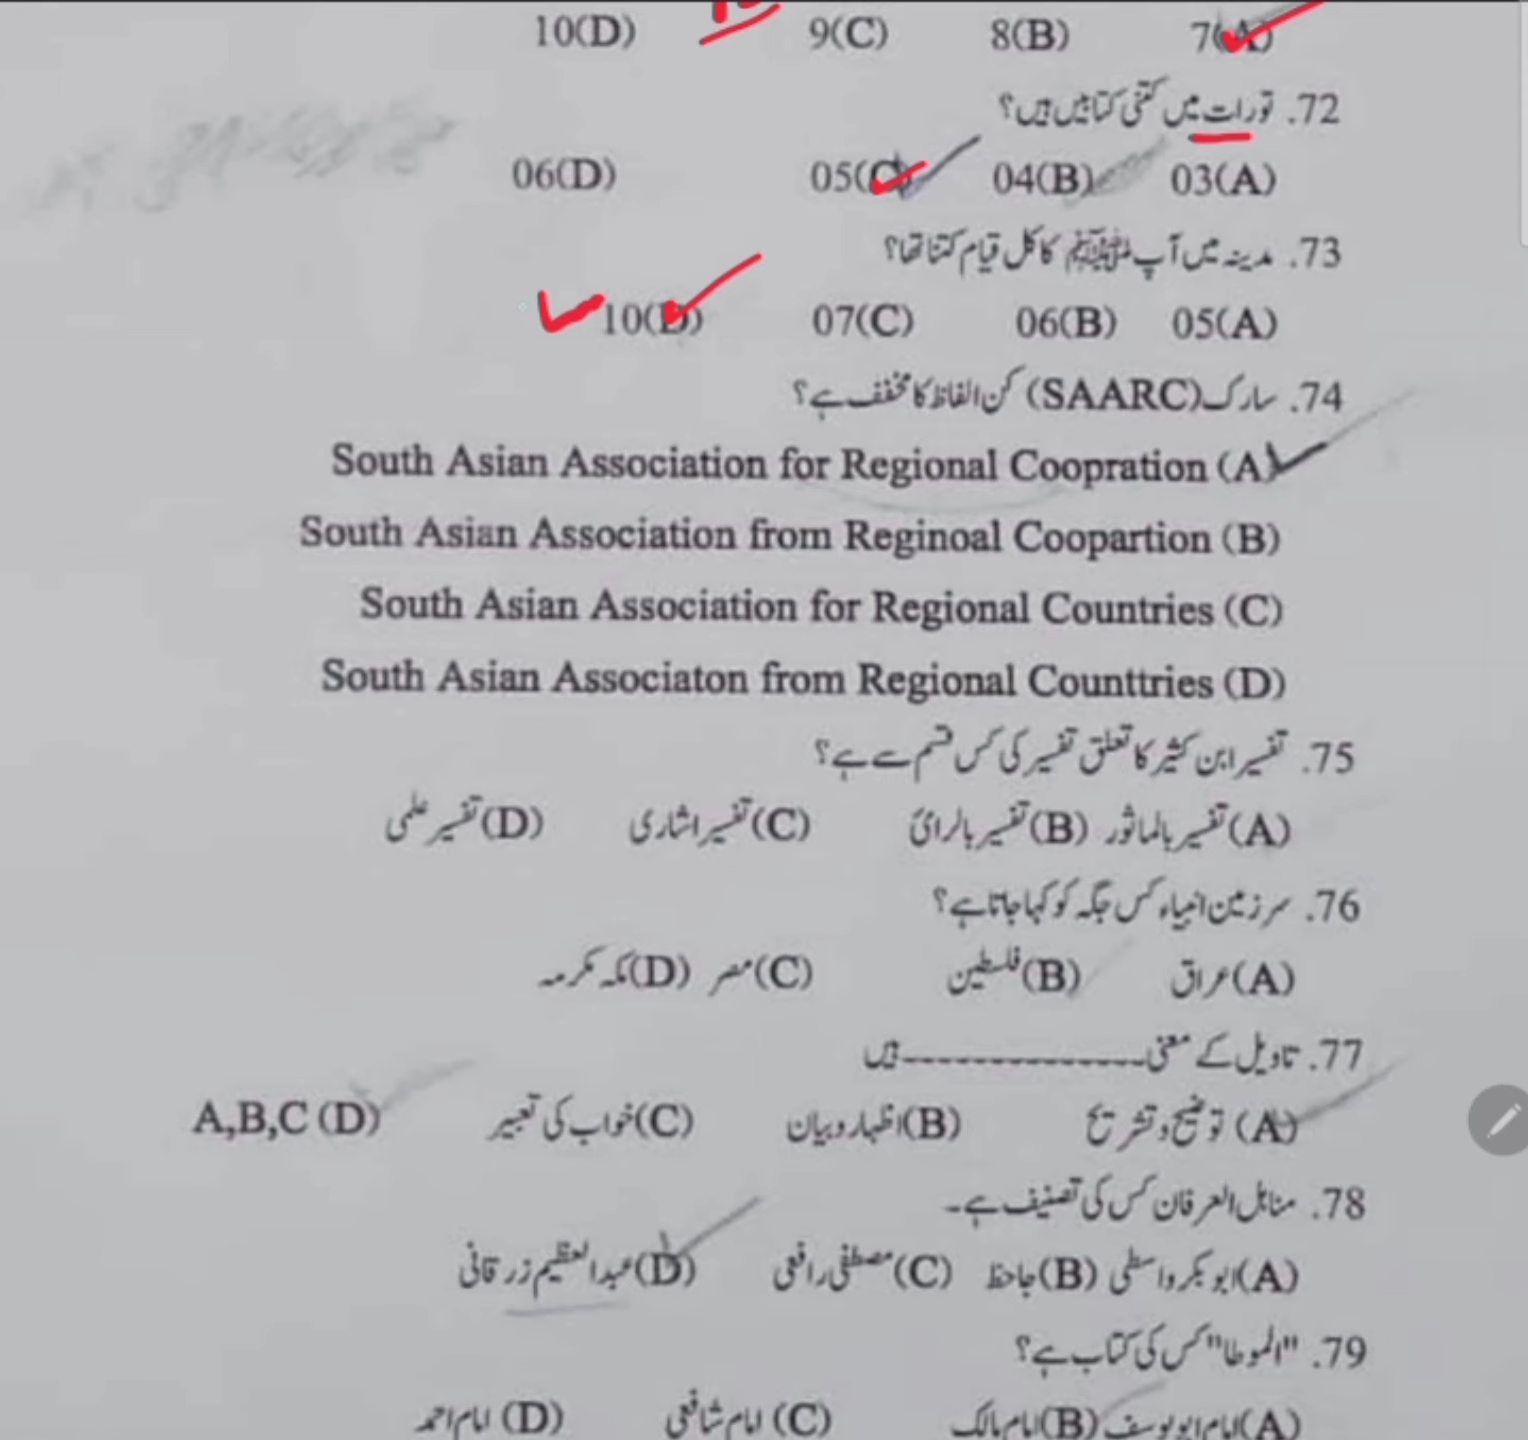 7(A) 8(B) 9(C) 10(D)
72. تورات میں کتنی کتابیں ہیں؟
03(A) 04(B) 05(C) 06(D)
73. مدینہ میں آپ ﷺ کا کل قیام کتنا تھا؟
05(A) 06(B) 07(C) 10(D)
74. سارک (SAARC) کن الفاظ کا مخفف ہے؟
South Asian Association for Regional Coopration (A)
South Asian Association from Reginoal Coopartion (B)
South Asian Association for Regional Countries (C)
South Asian Associaton from Regional Counttries (D)
75. تفسیر ابن کثیر کا تعلق تفسیر کی کس قسم سے ہے؟
(A) تفسیر بالماثور (B) تفسیر بالرائ (C) تفسیر اشاری (D) تفسیر علمی
76. سرزمین انبیاء کس جگہ کو کہا جاتا ہے؟
(A) عراق (B) فلسطین (C) مصر (D) مکہ مکرمہ
77. تاویل کے معنی --------------- ہیں
(A) توضیح و تشریح (B) اظہار و بیان (C) خواب کی تعبیر (D) A,B,C
78. مناہل العرفان کس کی تصنیف ہے۔
(A) ابوبکر واسطی (B) جاحظ (C) مصطفی رافعی (D) عبدالعظیم زرقانی
79. "الموطا" کس کی کتاب ہے؟
(A) امام ابویوسف (B) امام مالک (C) امام شافعی (D) امام احمد